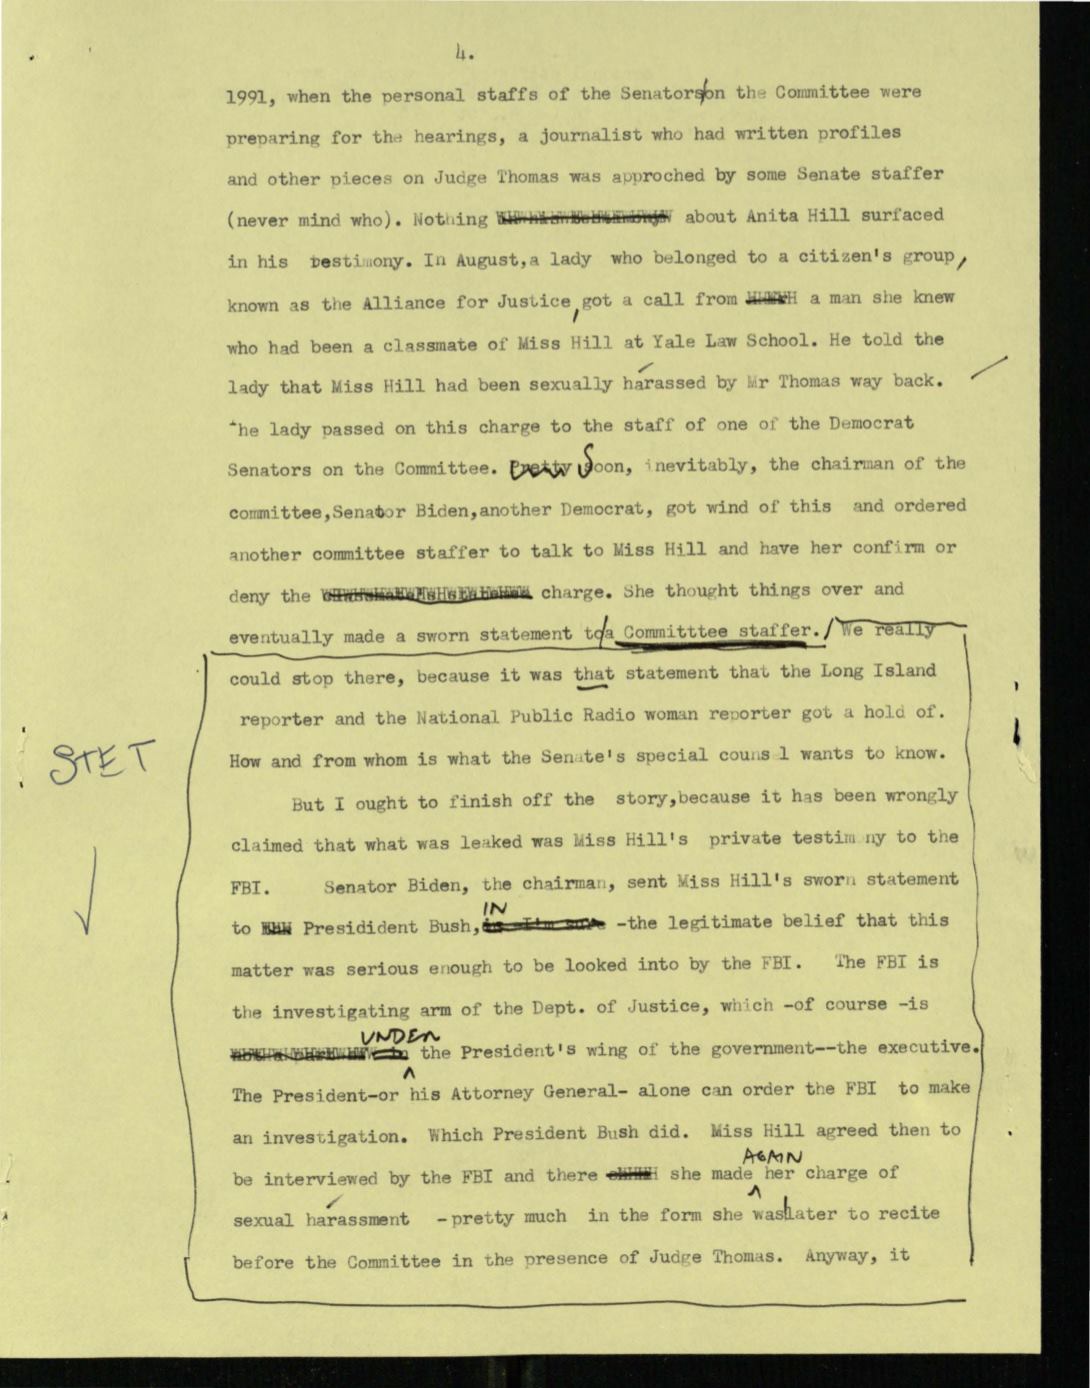 4.
1991, when the personal staffs of the Senators/on the Committee were
preparing for the hearings, a journalist who had written profiles
and other pieces on Judge Thomas was approched by some Senate staffer
(never mind who). Nothing about Anita Hill surfaced
in his testimony. In August,a lady who belonged to a citizen's group,
known as the Alliance for Justice, got a call from a man she knew
who had been a classmate of Miss Hill at Yale Law School. He told the
lady that Miss Hill had been sexually harassed by Mr Thomas way back.
The lady passed on this charge to the staff of one of the Democrat
Senators on the Committee. Pretty Soon, inevitably, the chairman of the
committee,Senator Biden,another Democrat, got wind of this and ordered
another committee staffer to talk to Miss Hill and have her confirm or
deny the charge. She thought things over and
eventually made a sworn statement to/a Committtee staffer./ We really
could stop there, because it was that statement that the Long Island
reporter and the National Public Radio woman reporter got a hold of.
How and from whom is what the Senate's special couns l wants to know.
STET
But I ought to finish off the story,because it has been wrongly
claimed that what was leaked was Miss Hill's private testim ny to the
FBI. Senator Biden, the chairman, sent Miss Hill's sworn statement
IN
to Presidident Bush, as I'm sure -the legitimate belief that this
matter was serious enough to be looked into by the FBI. The FBI is
the investigating arm of the Dept. of Justice, which -of course -is
UNDER
in the President's wing of the government--the executive.
The President-or his Attorney General- alone can order the FBI to make
an investigation. Which President Bush did. Miss Hill agreed then to
AGAIN
be interviewed by the FBI and there she made her charge of
sexual harassment -pretty much in the form she was later to recite
before the Committee in the presence of Judge Thomas. Anyway, it